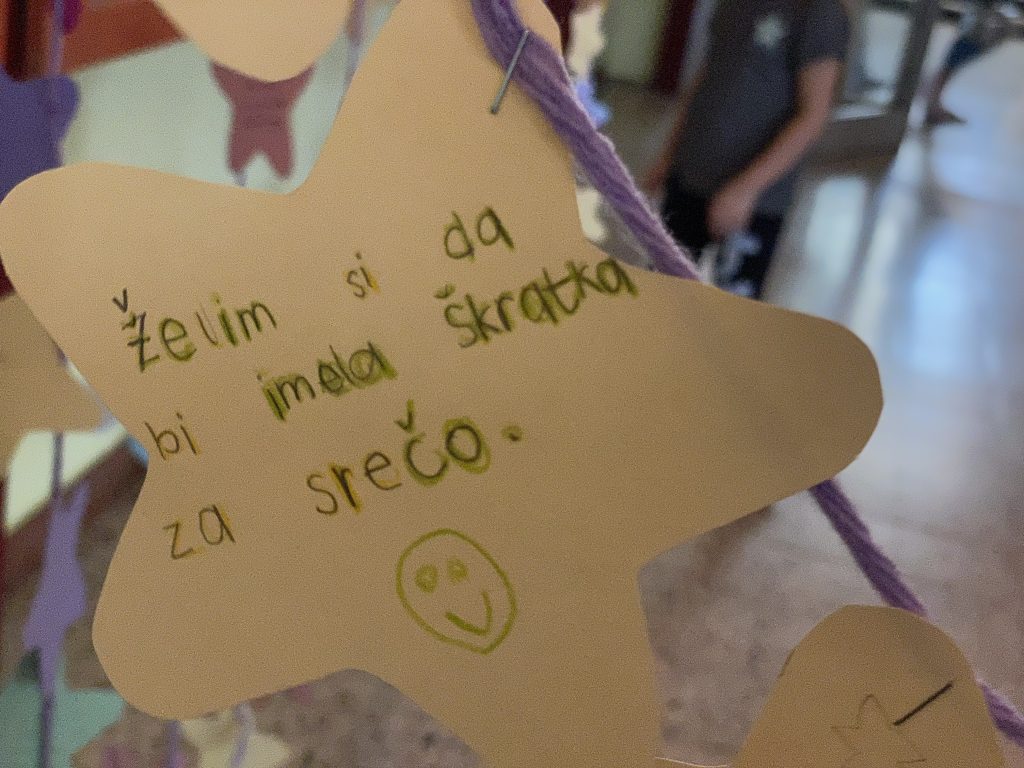 Želim si da
bi imela škratka
za srečo.